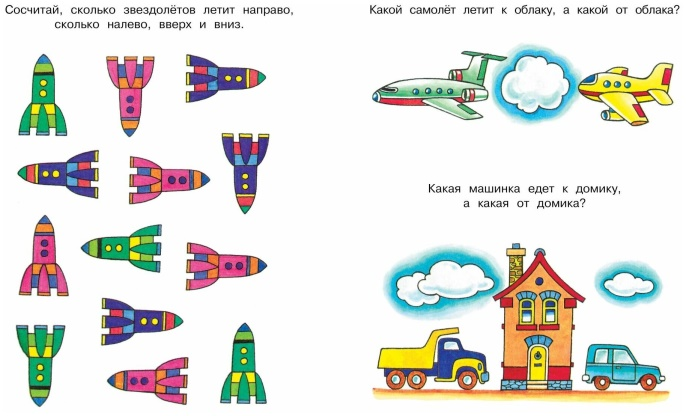 Сосчитай, сколько звездолётов летит направо,
сколько налево, вверх и вниз.
Какой самолёт летит к облаку, а какой от облака?
Какая машинка едет к домику,
а какая от домика?